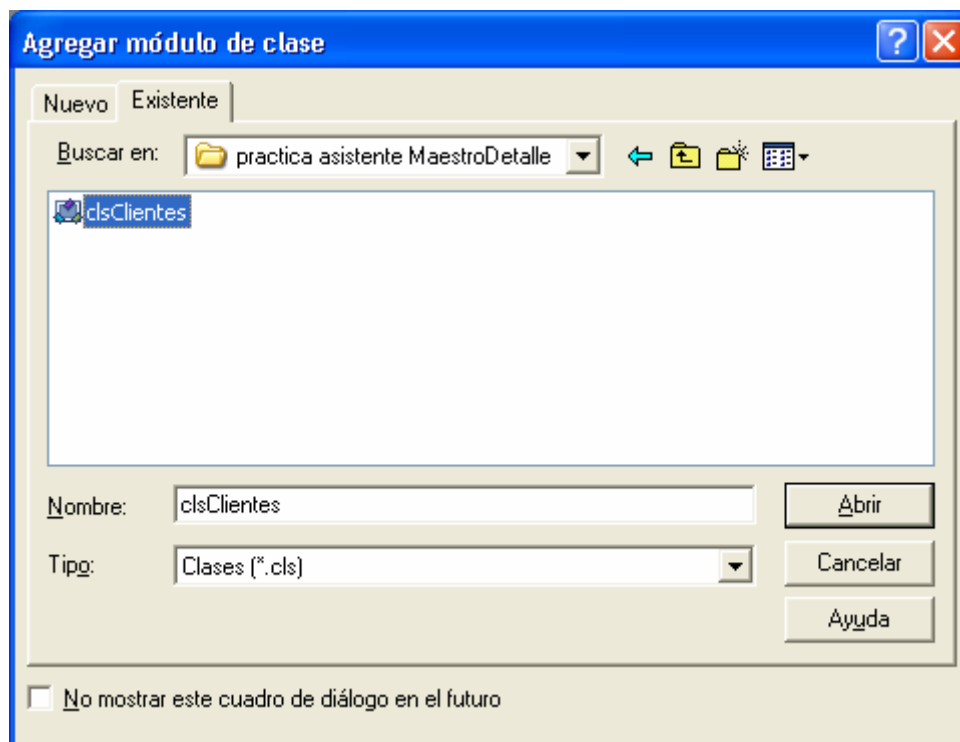 Agregar módulo de clase
Nuevo Existente
Buscar en: practica asistente MaestroDetalle
clsClientes
Nombre: clsClientes Abrir
Tipo: Clases (*.cls) Cancelar
Ayuda
No mostrar este cuadro de diálogo en el futuro